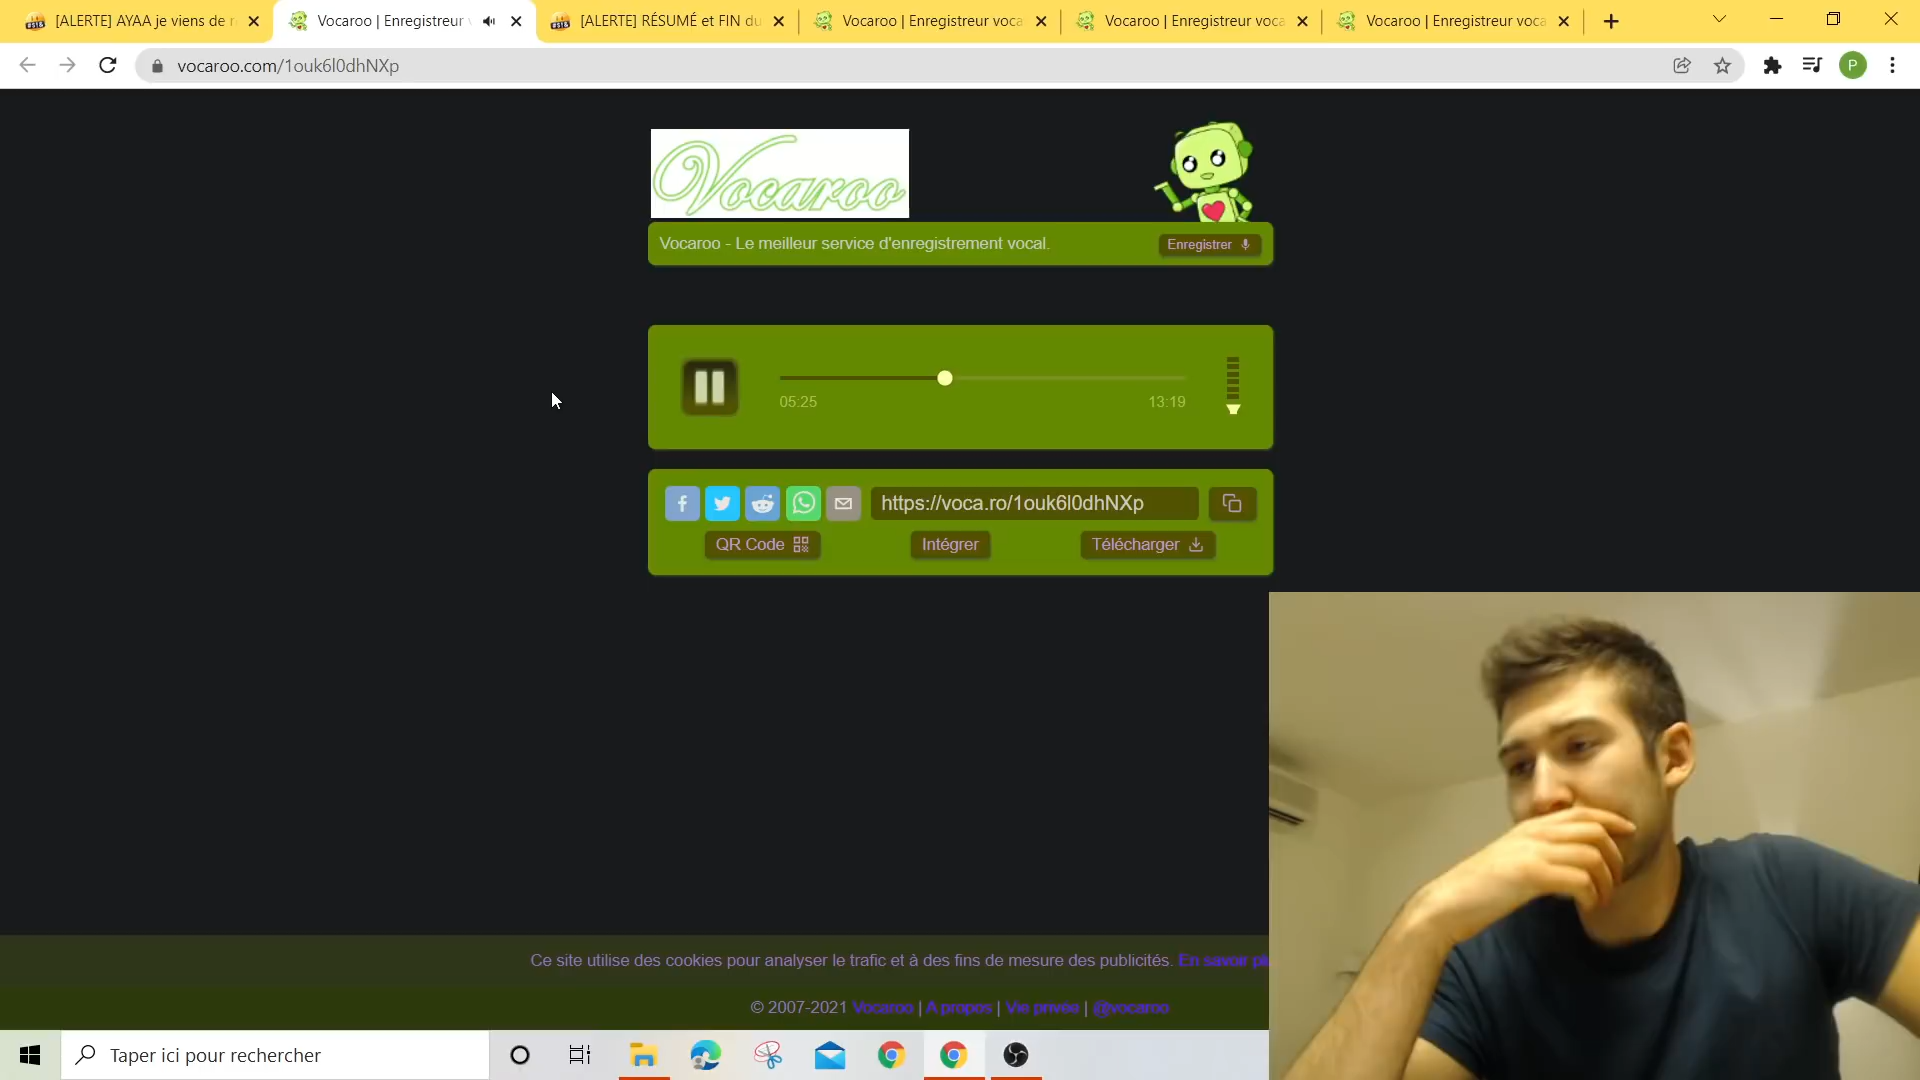 [ALERTE] AYAA je viens de r
Vocaroo | Enregistreur v
[ALERTE] RÉSUMÉ et FIN du
Vocaroo | Enregistreur voca
Vocaroo | Enregistreur voca
Vocaroo | Enregistreur voca
vocaroo.com/1ouk6l0dhNXp
P
Vocaroo
Vocaroo - Le meilleur service d'enregistrement vocal.
Enregistrer
05:25
13:19
https://voca.ro/1ouk6l0dhNXp
QR Code
Intégrer
Télécharger
Ce site utilise des cookies pour analyser le trafic et à des fins de mesure des publicités. En savoir plu
© 2007-2021 Vocaroo | A propos | Vie privée | @vocaroo
Taper ici pour rechercher